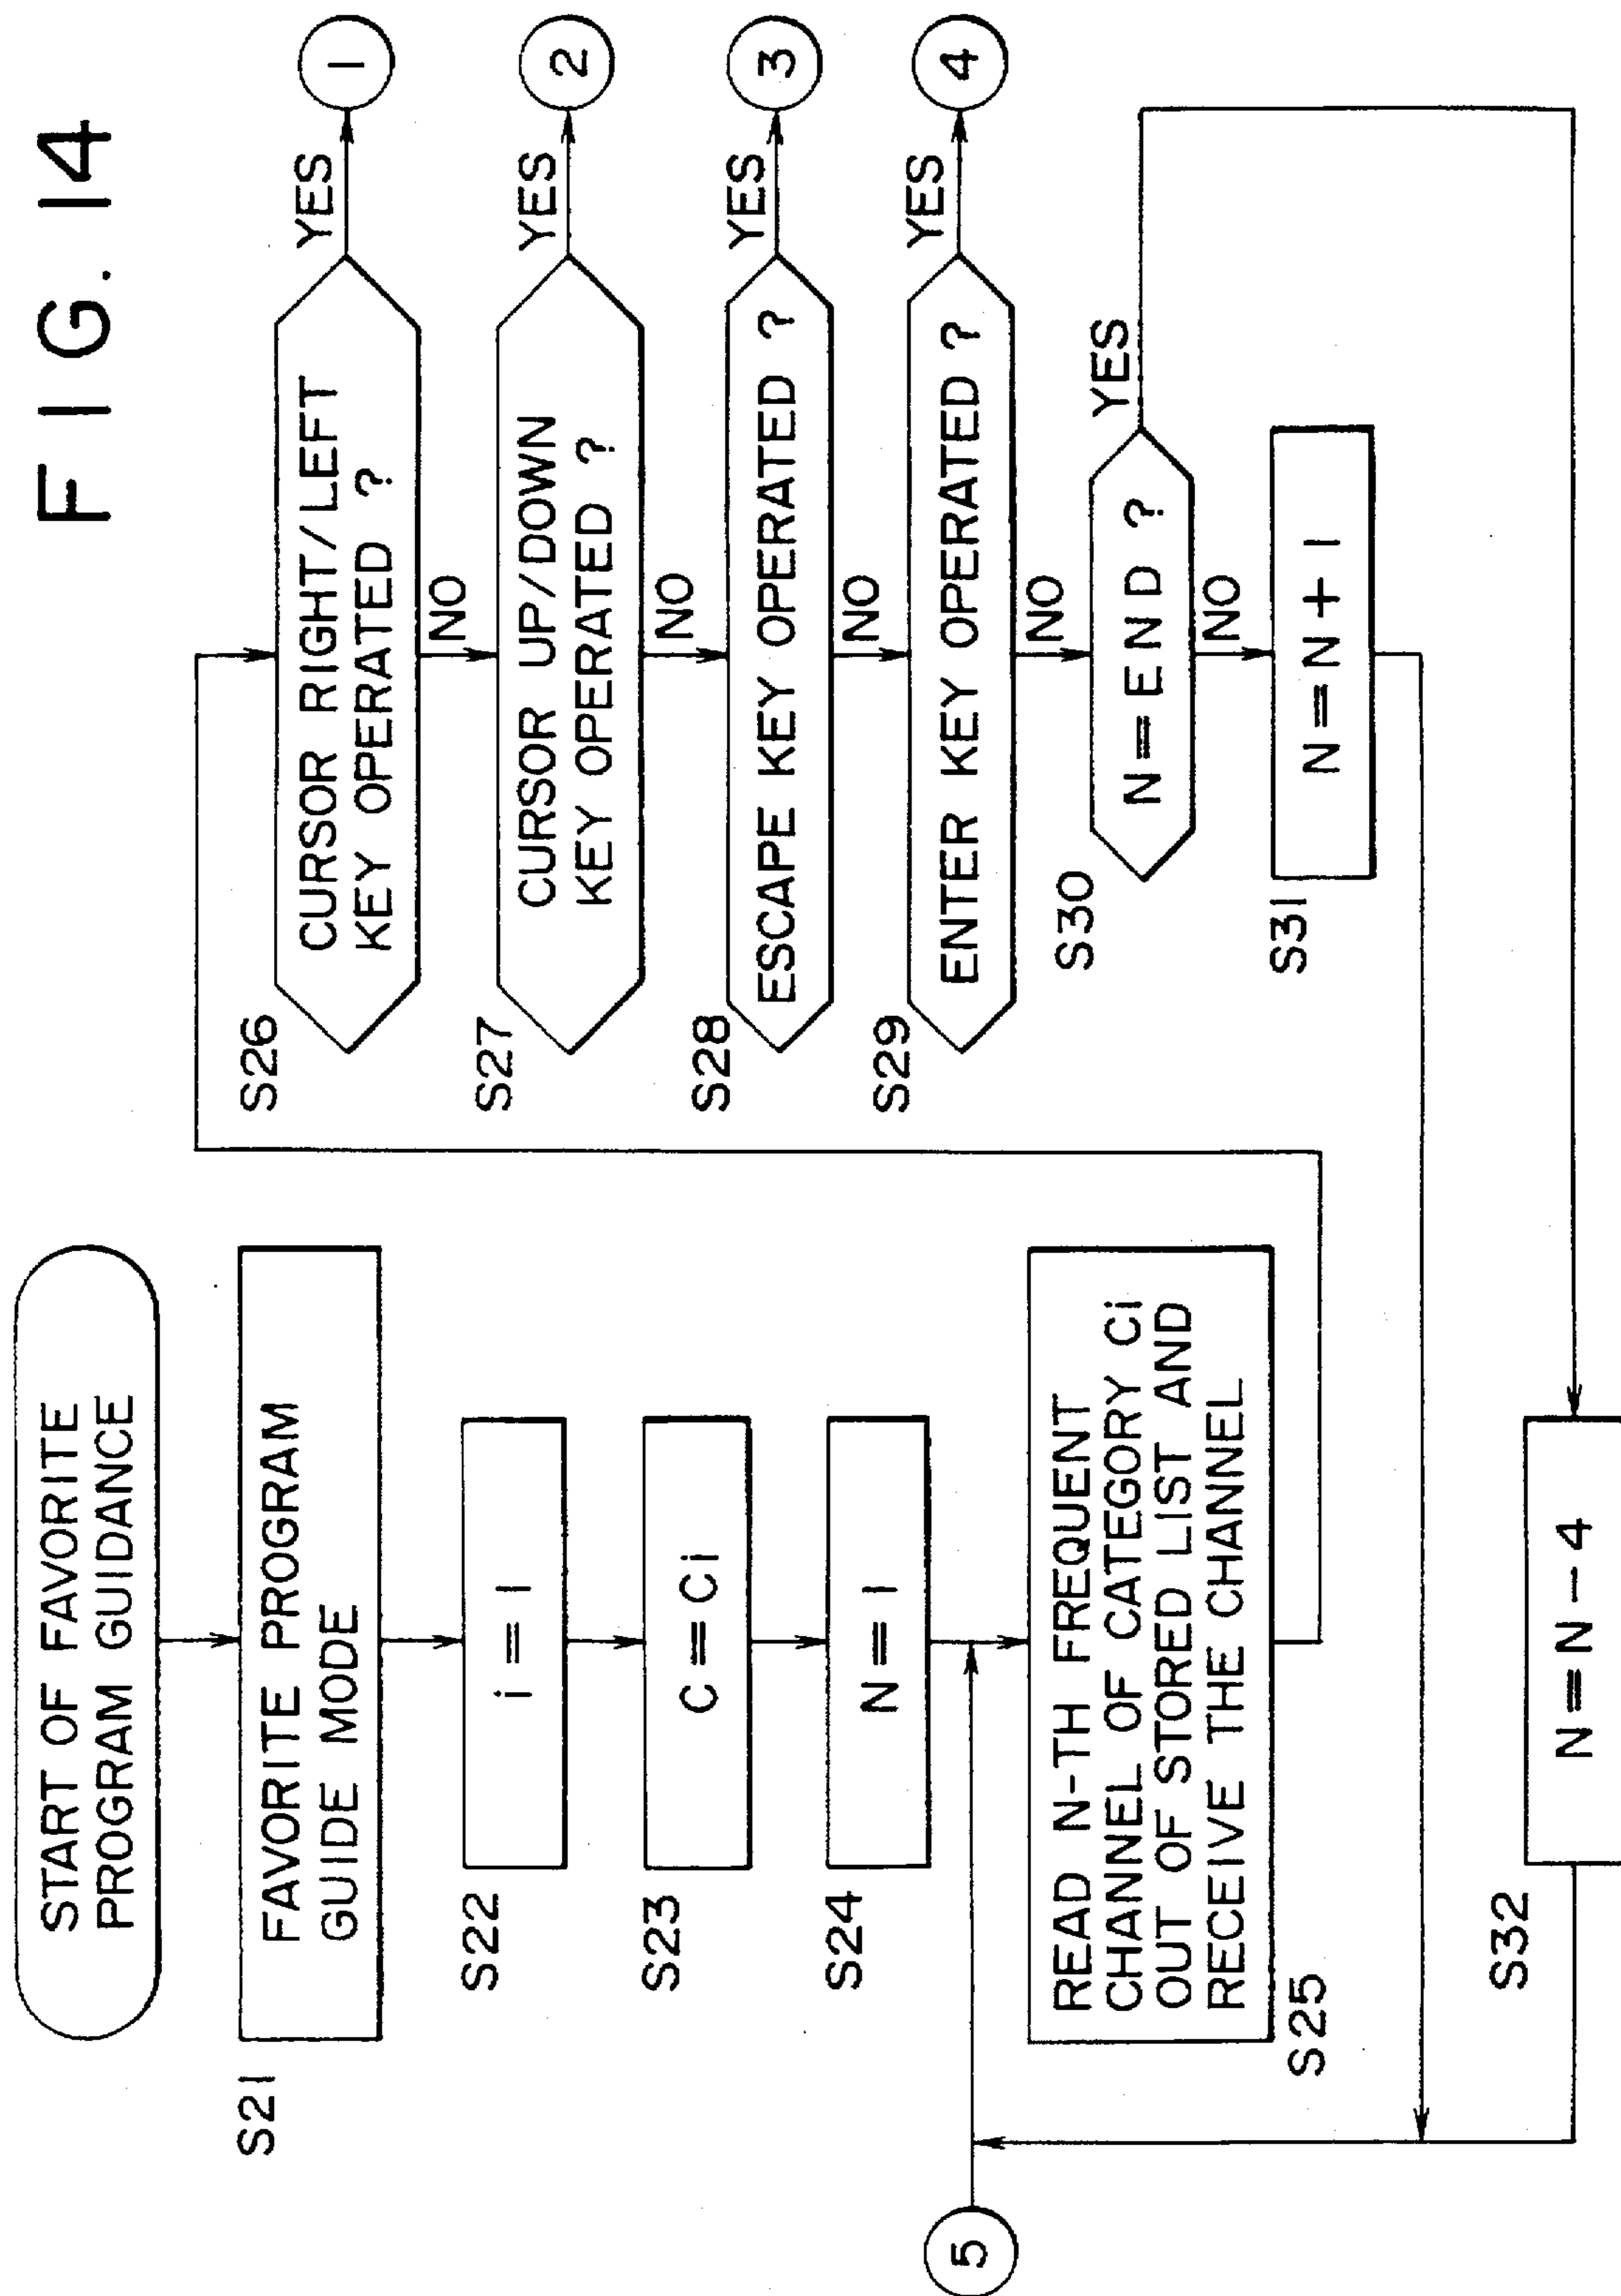 FIG. 14
START OF FAVORITE
PROGRAM GUIDANCE
S21
FAVORITE PROGRAM
GUIDE MODE
S22
i = 1
S23
C = Ci
S24
N = 1
5
READ N-TH FREQUENT
CHANNEL OF CATEGORY Ci
OUT OF STORED LIST AND
RECEIVE THE CHANNEL
S25
S26
CURSOR RIGHT/LEFT
KEY OPERATED ?
YES
1
NO
S27
CURSOR UP/DOWN
KEY OPERATED ?
YES
2
NO
S28
ESCAPE KEY OPERATED ?
YES
3
NO
S29
ENTER KEY OPERATED ?
YES
4
NO
S30
N = END ?
YES
NO
S31
N = N + 1
S32
N = N - 4